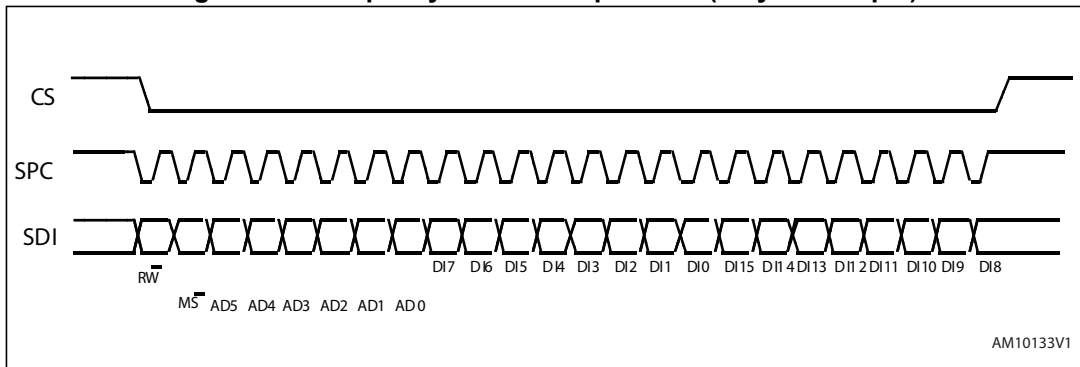 CS
SPC
SDI
RW DI7 DI6 DI5 DI4 DI3 DI2 DI1 DI0 DI15 DI14 DI13 DI12 DI11 DI10 DI9 DI8
MS AD5 AD4 AD3 AD2 AD1 AD0
AM10133V1